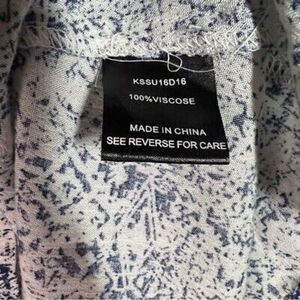 KSSU16D16
100%VISCOSE
MADE IN CHINA
SEE REVERSE FOR CARE